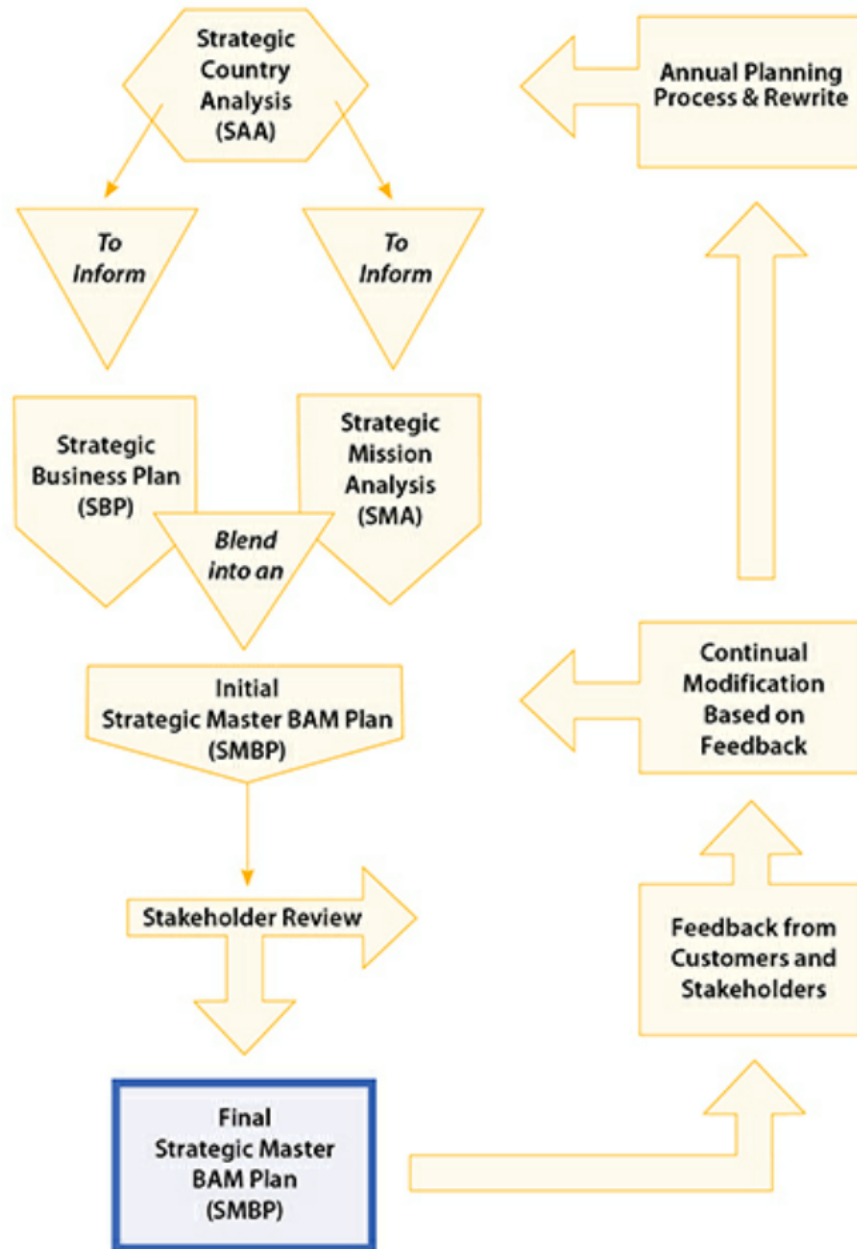 Strategic
Country
Analysis
(SAA)
Annual Planning
Process & Rewrite
To
Inform
To
Inform
Strategic
Business Plan
(SBP)
Strategic
Mission
Analysis
(SMA)
Blend
into an
Initial
Strategic Master BAM Plan
(SMBP)
Continual
Modification
Based on
Feedback
Stakeholder Review
Feedback from
Customers and
Stakeholders
Final
Strategic Master
BAM Plan
(SMBP)